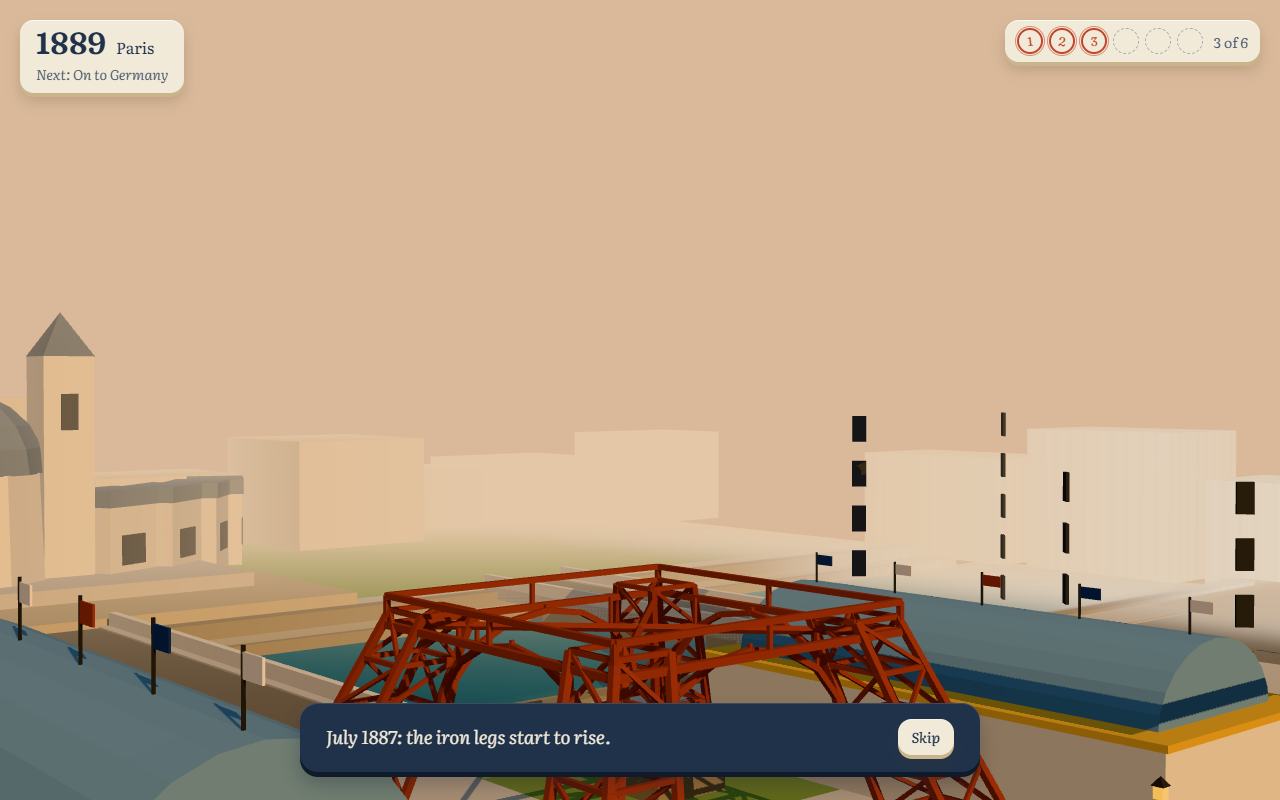 1889 Paris
Next: On to Germany
1 2 3 3 of 6
July 1887: the iron legs start to rise.
Skip